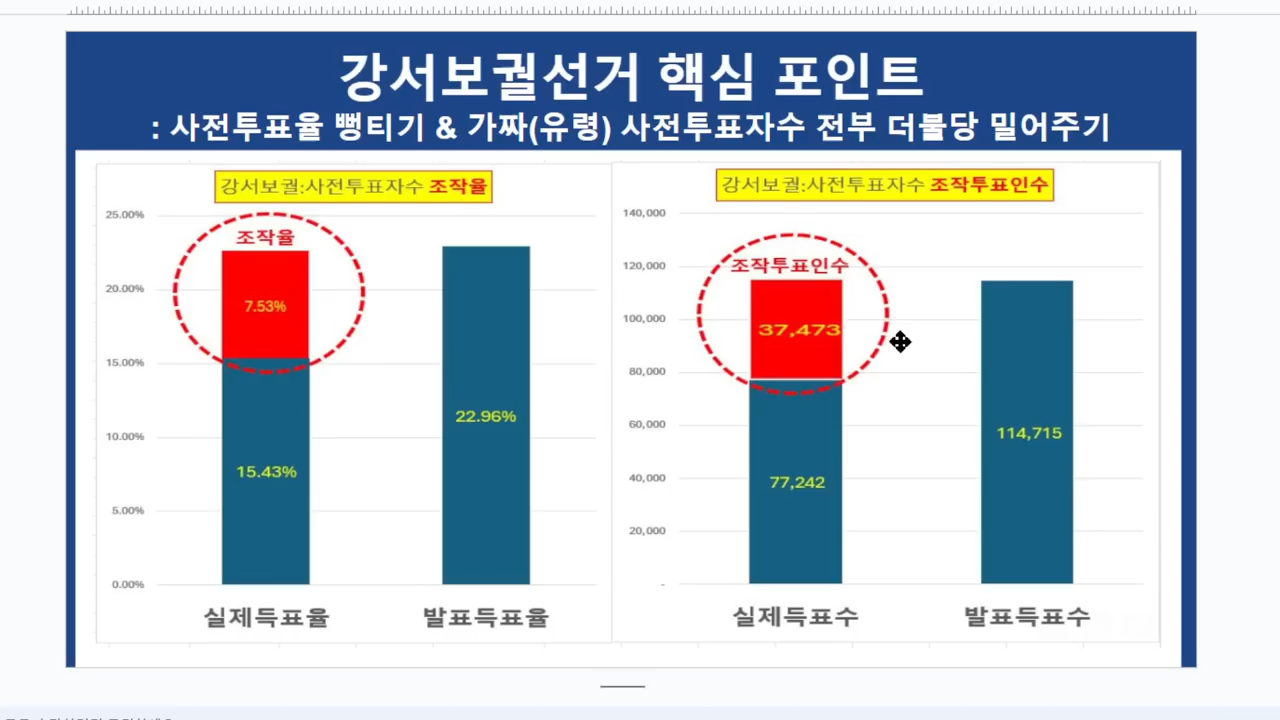 강서보궐선거 핵심 포인트
: 사전투표율 뻥티기 & 가짜(유령) 사전투표자수 전부 더불당 밀어주기
강서보궐:사전투표자수 조작율
25.00%
20.00%
15.00%
10.00%
5.00%
0.00%
조작율
7.53%
15.43%
22.96%
실제득표율
발표득표율
강서보궐:사전투표자수 조작투표인수
140,000
120,000
100,000
80,000
60,000
40,000
20,000
-
조작투표인수
37,473
77,242
114,715
실제득표수
발표득표수